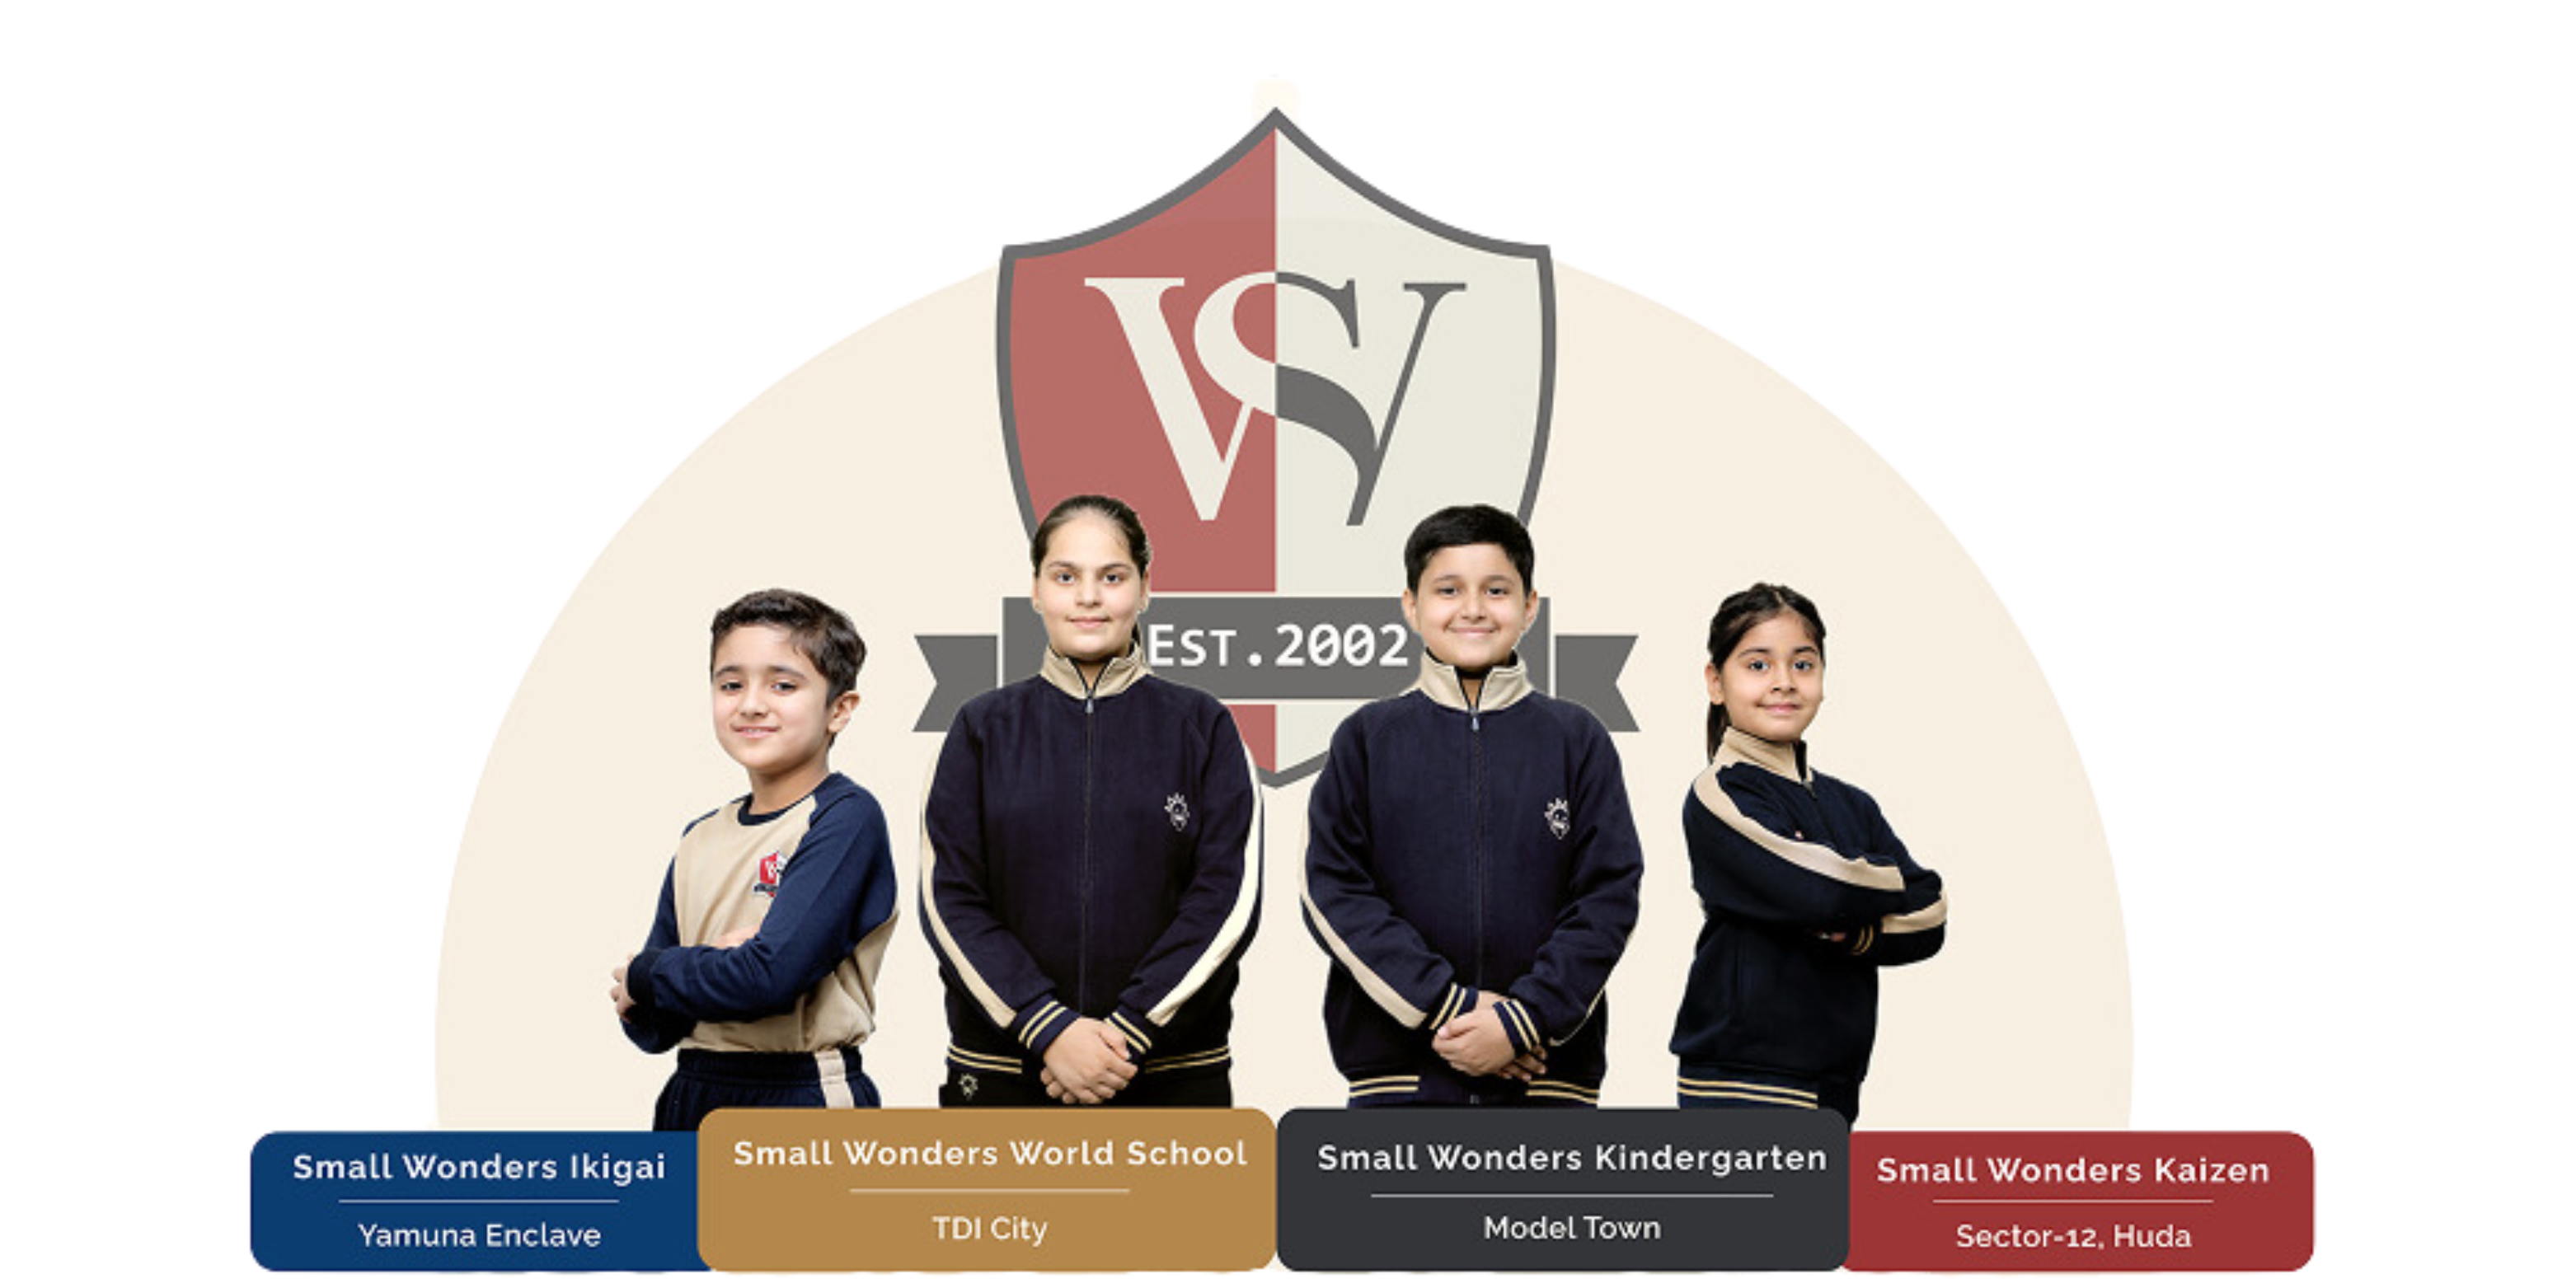 SW
EST.2002
Small Wonders Ikigai
Yamuna Enclave
Small Wonders World School
TDI City
Small Wonders Kindergarten
Model Town
Small Wonders Kaizen
Sector-12, Huda